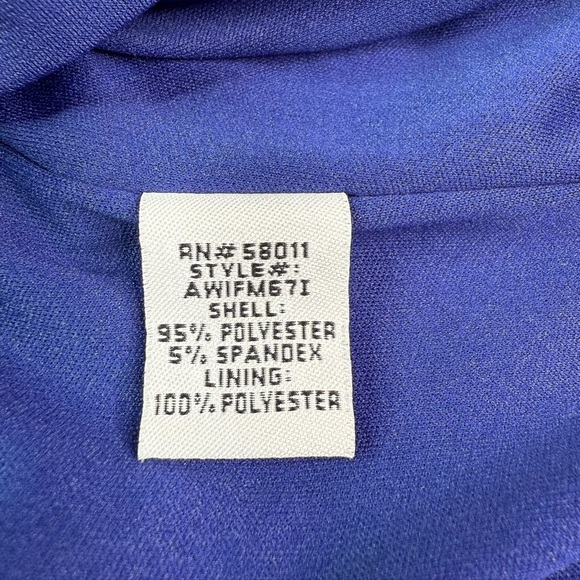 RN# 58011
STYLE#:
AWIFM67I
SHELL:
95% POLYESTER
5% SPANDEX
LINING:
100% POLYESTER